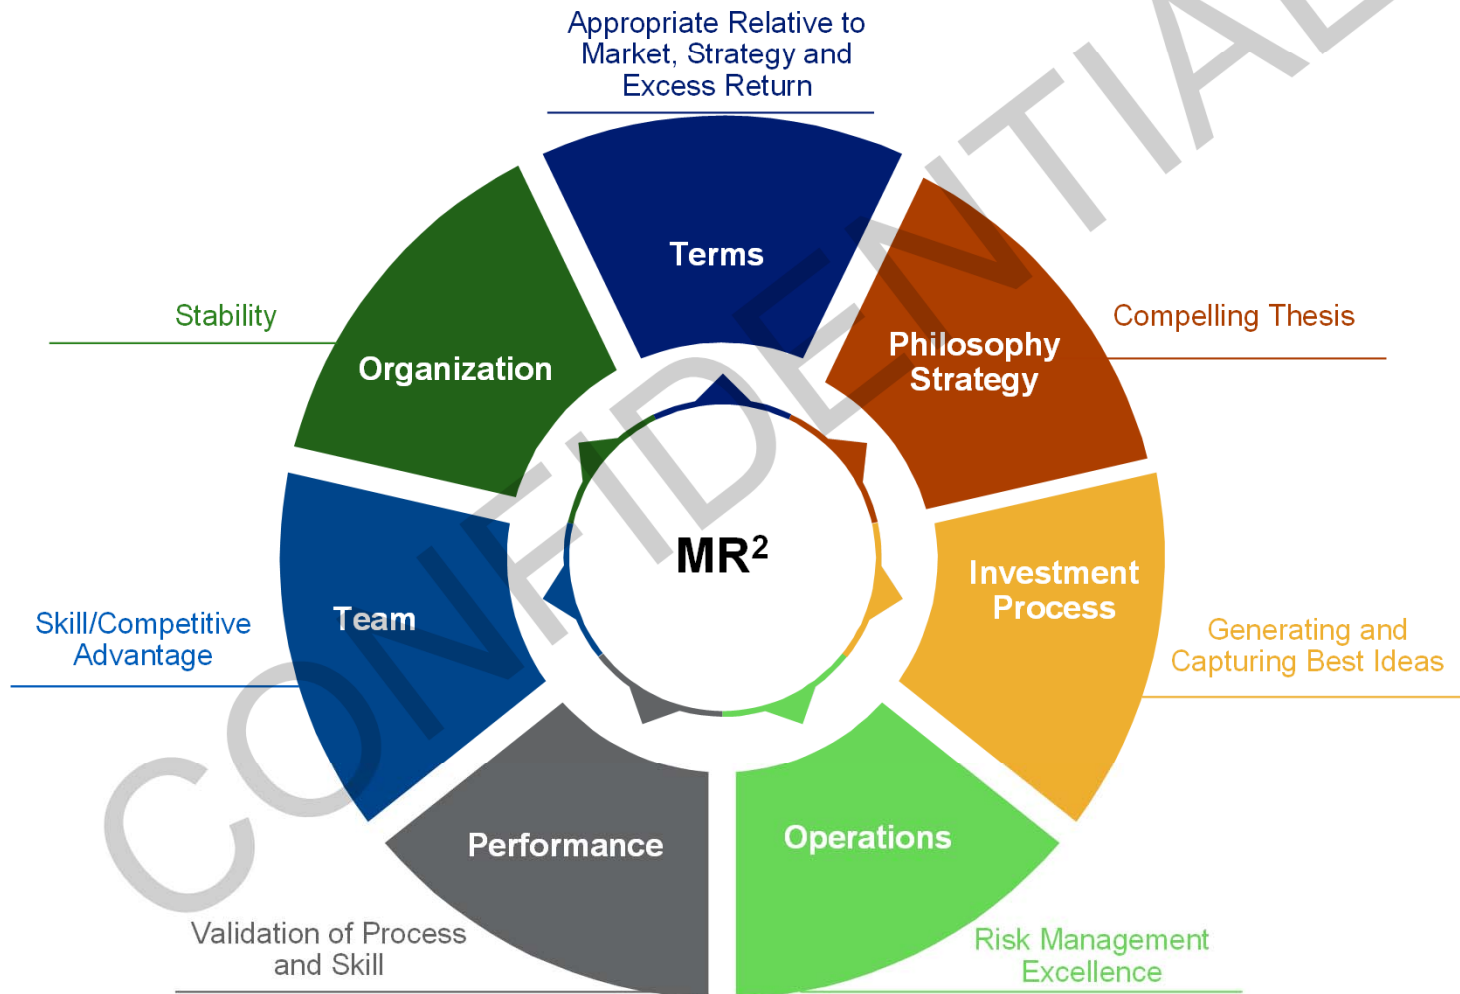 Appropriate Relative to
Market, Strategy and
Excess Return
Terms
Stability
Organization
Philosophy
Strategy
Compelling Thesis
MR²
Skill/Competitive
Advantage
Team
Investment
Process
Generating and
Capturing Best Ideas
Performance
Operations
Validation of Process
and Skill
Risk Management
Excellence
CONFIDENTIAL